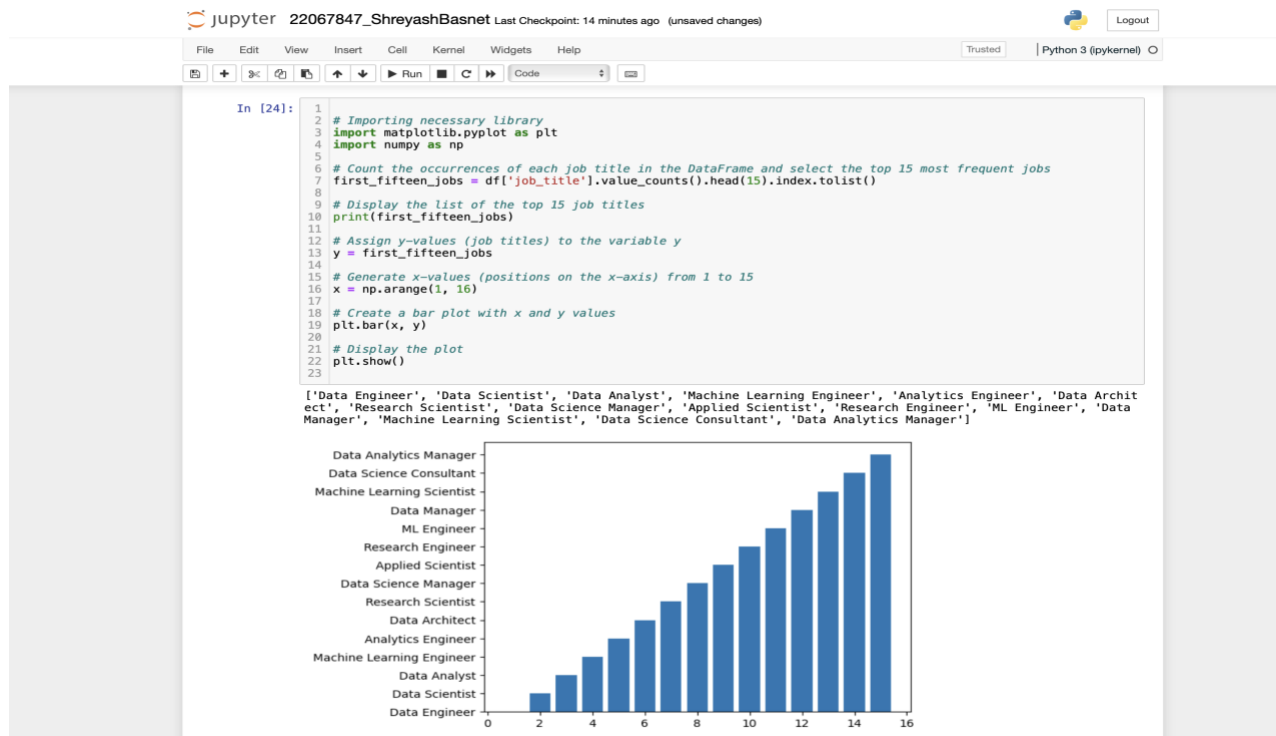 jupyter 22067847_ShreyashBasnet Last Checkpoint: 14 minutes ago (unsaved changes) Logout
File Edit View Insert Cell Kernel Widgets Help Trusted Python 3 (ipykernel)
Run Code
In [24]:
1
2 # Importing necessary library
3 import matplotlib.pyplot as plt
4 import numpy as np
5
6 # Count the occurrences of each job title in the DataFrame and select the top 15 most frequent jobs
7 first_fifteen_jobs = df['job_title'].value_counts().head(15).index.tolist()
8
9 # Display the list of the top 15 job titles
10 print(first_fifteen_jobs)
11
12 # Assign y-values (job titles) to the variable y
13 y = first_fifteen_jobs
14
15 # Generate x-values (positions on the x-axis) from 1 to 15
16 x = np.arange(1, 16)
17
18 # Create a bar plot with x and y values
19 plt.bar(x, y)
20
21 # Display the plot
22 plt.show()
23
['Data Engineer', 'Data Scientist', 'Data Analyst', 'Machine Learning Engineer', 'Analytics Engineer', 'Data Archit
ect', 'Research Scientist', 'Data Science Manager', 'Applied Scientist', 'Research Engineer', 'ML Engineer', 'Data
Manager', 'Machine Learning Scientist', 'Data Science Consultant', 'Data Analytics Manager']
Data Analytics Manager
Data Science Consultant
Machine Learning Scientist
Data Manager
ML Engineer
Research Engineer
Applied Scientist
Data Science Manager
Research Scientist
Data Architect
Analytics Engineer
Machine Learning Engineer
Data Analyst
Data Scientist
Data Engineer
0 2 4 6 8 10 12 14 16